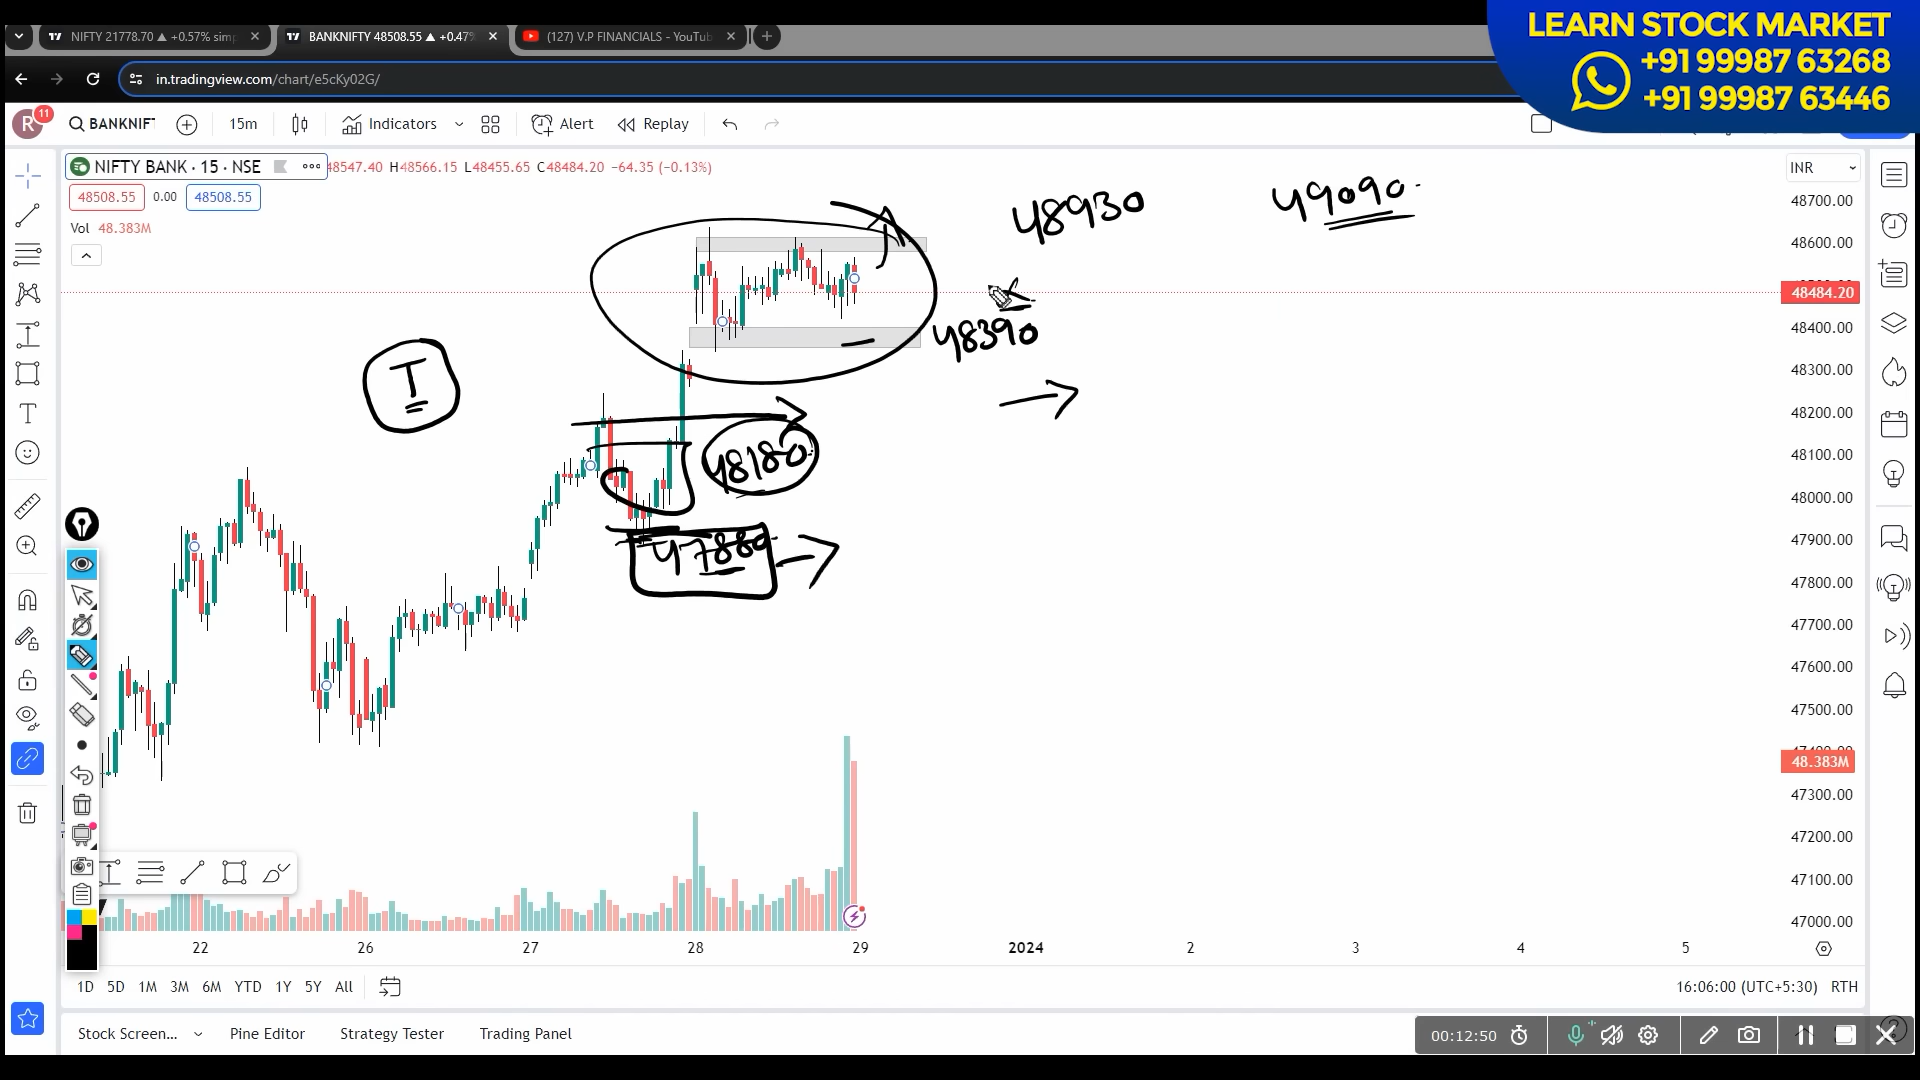 NIFTY 21778.70 ▲ +0.57% sim
BANKNIFTY 48508.55 ▲ +0.47%
(127) V.P FINANCIALS - YouTub
LEARN STOCK MARKET
+91 99987 63268
+91 99987 63446
in.tradingview.com/chart/e5cKy02G/
R
11
BANKNIFT
15m
Indicators
Alert
Replay
NIFTY BANK · 15 · NSE
48547.40 H48566.15 L48455.65 C48484.20 −64.35 (−0.13%)
INR
48508.55 0.00 48508.55
Vol 48.383M
48930
49090
48390
T
48180
47880
48700.00
48600.00
48484.20
48400.00
48300.00
48200.00
48100.00
48000.00
47900.00
47800.00
47700.00
47600.00
47500.00
48.383M
47300.00
47200.00
47100.00
47000.00
22 26 27 28 29 2024 2 3 4 5
1D 5D 1M 3M 6M YTD 1Y 5Y All
16:06:00 (UTC+5:30) RTH
Stock Screen... Pine Editor Strategy Tester Trading Panel
00:12:50